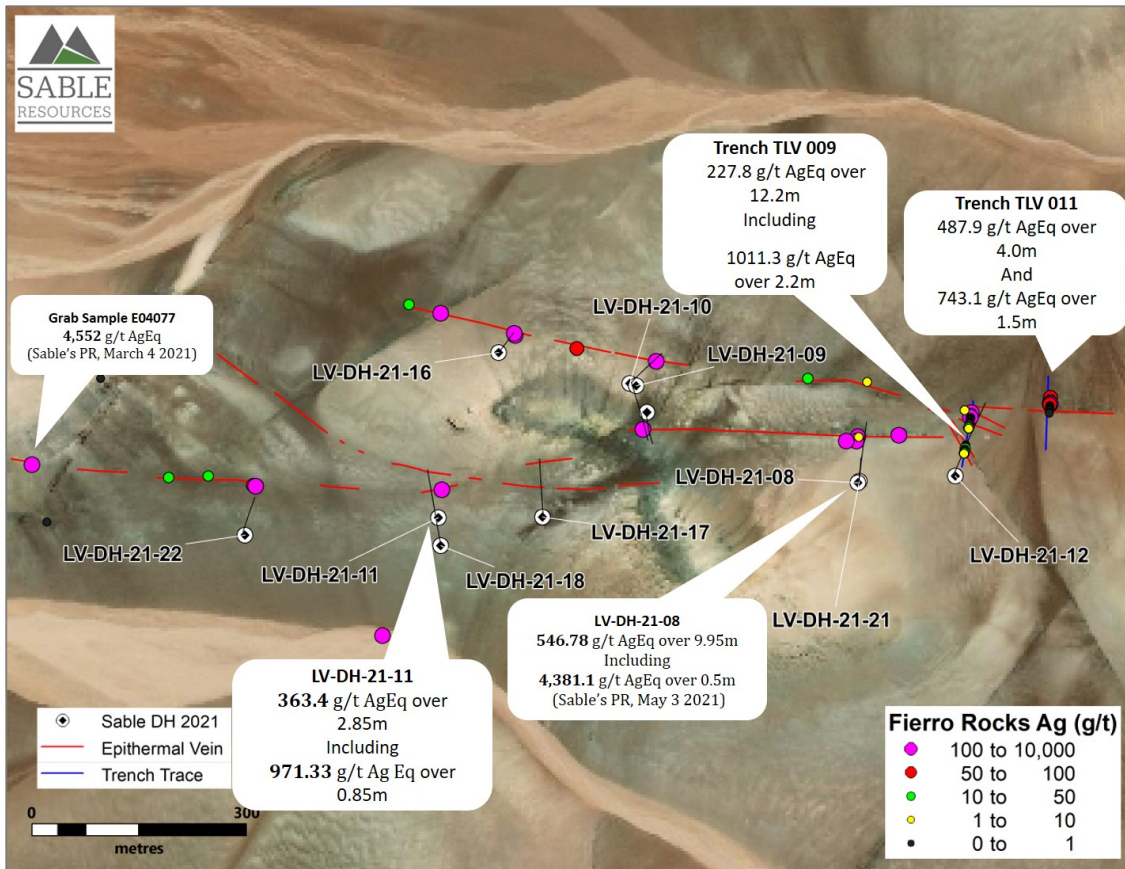 SABLE
RESOURCES
Trench TLV 009
227.8 g/t AgEq over
12.2m
Including
1011.3 g/t AgEq
over 2.2m
Trench TLV 011
487.9 g/t AgEq over
4.0m
And
743.1 g/t AgEq over
1.5m
Grab Sample E04077
4,552 g/t AgEq
(Sable's PR, March 4 2021)
LV-DH-21-10
LV-DH-21-09
LV-DH-21-16
LV-DH-21-08
LV-DH-21-17
LV-DH-21-22
LV-DH-21-11
LV-DH-21-18
LV-DH-21-12
LV-DH-21-21
LV-DH-21-08
546.78 g/t AgEq over 9.95m
Including
4,381.1 g/t AgEq over 0.5m
(Sable's PR, May 3 2021)
LV-DH-21-11
363.4 g/t AgEq over
2.85m
Including
971.33 g/t Ag Eq over
0.85m
Sable DH 2021
Epithermal Vein
Trench Trace
0 300
metres
Fierro Rocks Ag (g/t)
100 to 10,000
50 to 100
10 to 50
1 to 10
0 to 1